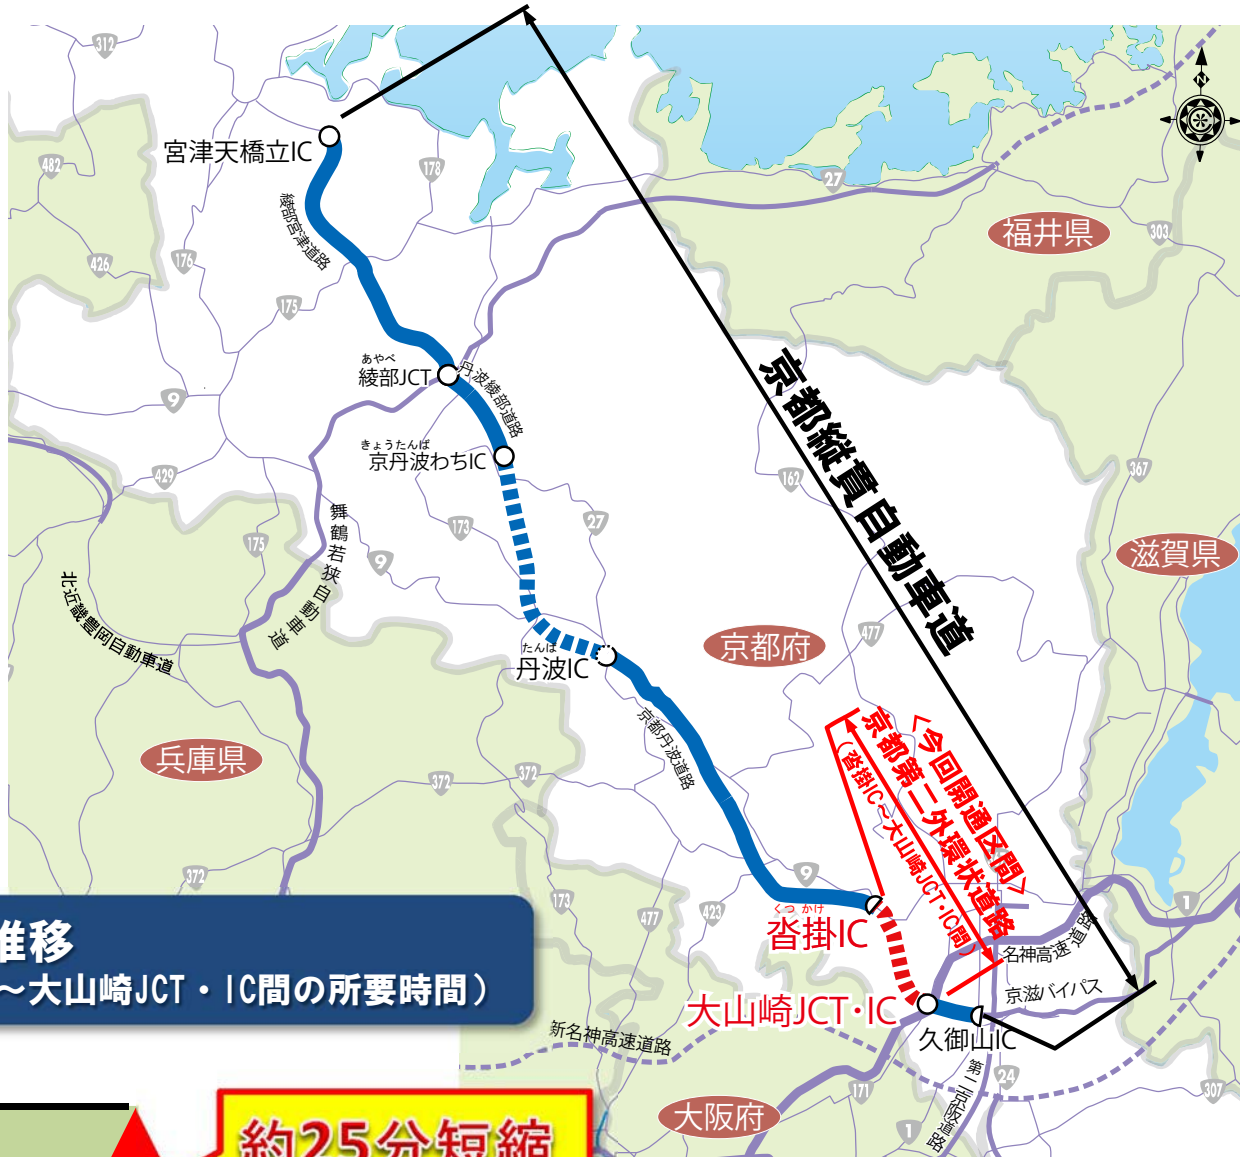 312
宮津天橋立IC
482
178
27
N
綾部宮津道路
福井県
303
426
176
175
京都縦貫自動車道
あやべ
綾部JCT
丹波綾部道路
9
きょうたんば
京丹波わちIC
429
舞鶴若狭自動車道
173
27
162
367
175
9
滋賀県
北近畿豊岡自動車道
477
京都府
たんば
丹波IC
京都丹波道路
兵庫県
372
372
372
<今回開通区間>
京都第二外環状道路
(沓掛IC~大山崎JCT・IC間)
9
173
477
423
くつ かけ
沓掛IC
1
名神高速道路
京滋バイパス
大山崎JCT・IC
久御山IC
新名神高速道路
第二京阪道路
171
24
307
1
大阪府
推移
~大山崎JCT・IC間の所要時間)
約25分短縮